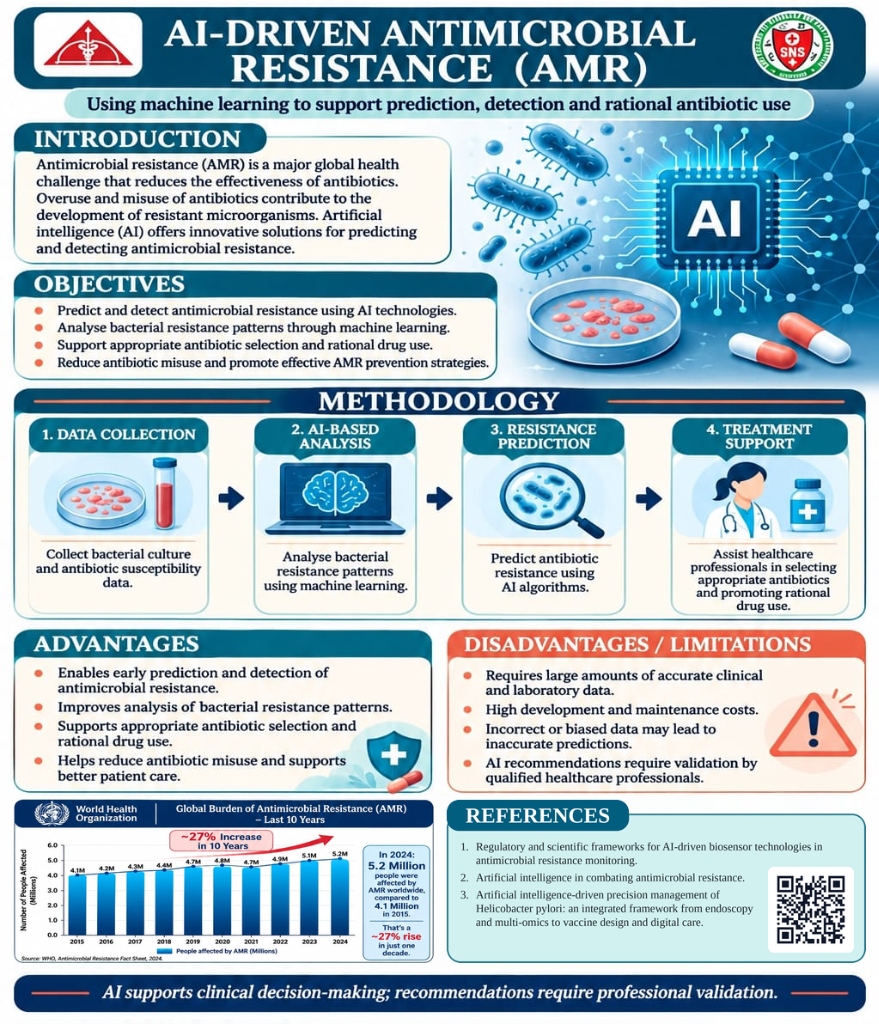 AI-DRIVEN ANTIMICROBIAL
RESISTANCE (AMR)
SNS
Using machine learning to support prediction, detection and rational antibiotic use
INTRODUCTION
Antimicrobial resistance (AMR) is a major global health
challenge that reduces the effectiveness of antibiotics.
Overuse and misuse of antibiotics contribute to the
development of resistant microorganisms. Artificial
intelligence (AI) offers innovative solutions for predicting
and detecting antimicrobial resistance.
AI
OBJECTIVES
• Predict and detect antimicrobial resistance using AI technologies.
• Analyse bacterial resistance patterns through machine learning.
• Support appropriate antibiotic selection and rational drug use.
• Reduce antibiotic misuse and promote effective AMR prevention strategies.
METHODOLOGY
1. DATA COLLECTION
Collect bacterial culture
and antibiotic susceptibility
data.
2. AI-BASED
ANALYSIS
Analyse bacterial
resistance patterns
using machine learning.
3. RESISTANCE
PREDICTION
Predict antibiotic
resistance using
AI algorithms.
4. TREATMENT
SUPPORT
Assist healthcare
professionals in selecting
appropriate antibiotics
and promoting rational
drug use.
ADVANTAGES
• Enables early prediction and detection of
antimicrobial resistance.
• Improves analysis of bacterial resistance patterns.
• Supports appropriate antibiotic selection and
rational drug use.
• Helps reduce antibiotic misuse and supports
better patient care.
DISADVANTAGES / LIMITATIONS
• Requires large amounts of accurate clinical
and laboratory data.
• High development and maintenance costs.
• Incorrect or biased data may lead to
inaccurate predictions.
• AI recommendations require validation by
qualified healthcare professionals.
World Health
Organization
Global Burden of Antimicrobial Resistance (AMR)
– Last 10 Years
~27% Increase
in 10 Years
Number of People Affected
(Millions)
6.0
5.0
4.0
3.0
2.0
1.0
0.0
4.1M 4.2M 4.3M 4.4M 4.7M 4.8M 4.7M 4.9M 5.1M 5.2M
2015 2016 2017 2018 2019 2020 2021 2022 2023 2024
People affected by AMR (Millions)
Source: WHO, Antimicrobial Resistance Fact Sheet, 2024.
In 2024:
5.2 Million
people were
affected by
AMR worldwide,
compared to
4.1 Million
in 2015.
That's a
~27% rise
in just one
decade.
REFERENCES
1. Regulatory and scientific frameworks for AI-driven biosensor technologies in
antimicrobial resistance monitoring.
2. Artificial intelligence in combating antimicrobial resistance.
3. Artificial intelligence-driven precision management of
Helicobacter pylori: an integrated framework from endoscopy
and multi-omics to vaccine design and digital care.
AI supports clinical decision-making; recommendations require professional validation.